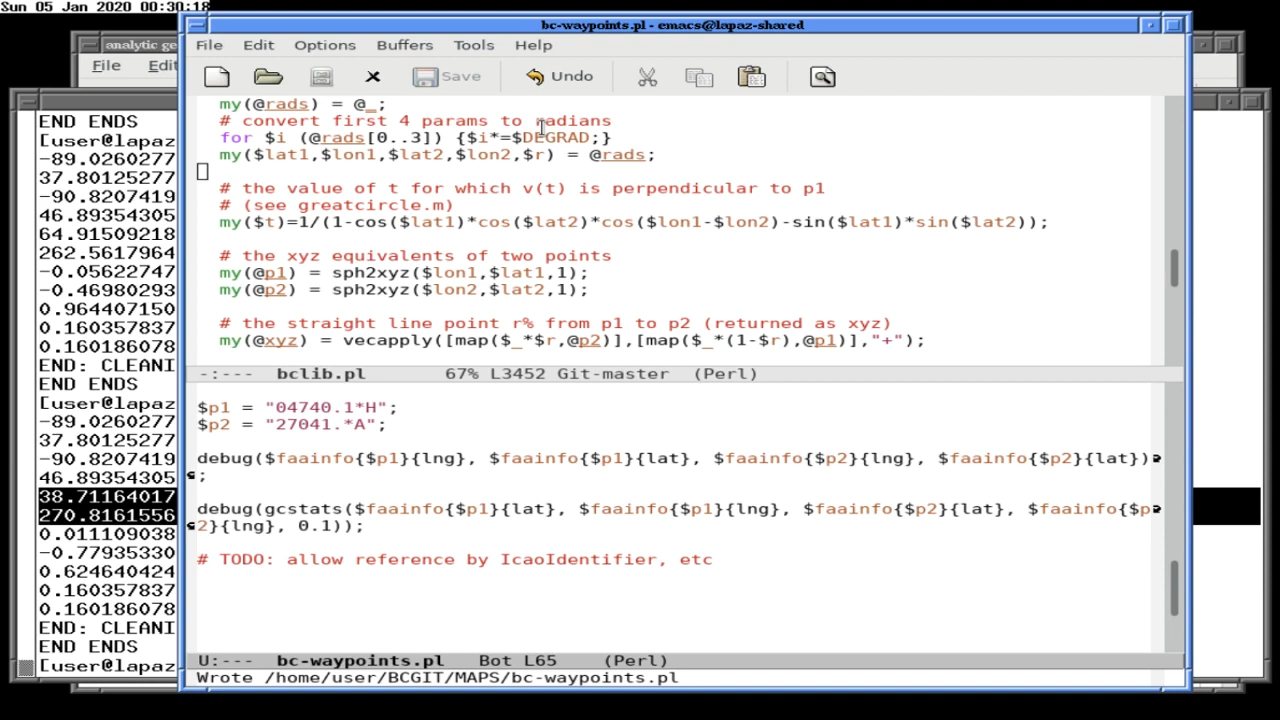 Sun 05 Jan 2020 00:30:18
bc-waypoints.pl - emacs@lapaz-shared
analytic ge
File Edit
File Edit Options Buffers Tools Help
Save Undo
END ENDS
[user@lapaz
-89.0260277
37.80125277
-90.8207419
46.89354305
64.91509218
262.5617964
-0.05622747
-0.46980293
0.964407150
0.160357837
0.160186078
END: CLEANI
END ENDS
[user@lapaz
-89.0260277
37.80125277
-90.8207419
46.89354305
38.71164017
270.8161556
0.011109038
-0.77935330
0.624640424
0.160357837
0.160186078
END: CLEANI
END ENDS
[user@lapaz
my(@rads) = @_;
# convert first 4 params to radians
for $i (@rads[0..3]) {$i*=$DEGRAD;}
my($lat1,$lon1,$lat2,$lon2,$r) = @rads;
# the value of t for which v(t) is perpendicular to p1
# (see greatcircle.m)
my($t)=1/(1-cos($lat1)*cos($lat2)*cos($lon1-$lon2)-sin($lat1)*sin($lat2));
# the xyz equivalents of two points
my(@p1) = sph2xyz($lon1,$lat1,1);
my(@p2) = sph2xyz($lon2,$lat2,1);
# the straight line point r% from p1 to p2 (returned as xyz)
my(@xyz) = vecapply([map($_*$r,@p2)],[map($_*(1-$r),@p1)],"+");
-:--- bclib.pl 67% L3452 Git-master (Perl)
$p1 = "04740.1*H";
$p2 = "27041.*A";
debug($faainfo{$p1}{lng}, $faainfo{$p1}{lat}, $faainfo{$p2}{lng}, $faainfo{$p2}{lat})
;
debug(gcstats($faainfo{$p1}{lat}, $faainfo{$p1}{lng}, $faainfo{$p2}{lat}, $faainfo{$p
2}{lng}, 0.1));
# TODO: allow reference by IcaoIdentifier, etc
U:--- bc-waypoints.pl Bot L65 (Perl)
Wrote /home/user/BCGIT/MAPS/bc-waypoints.pl